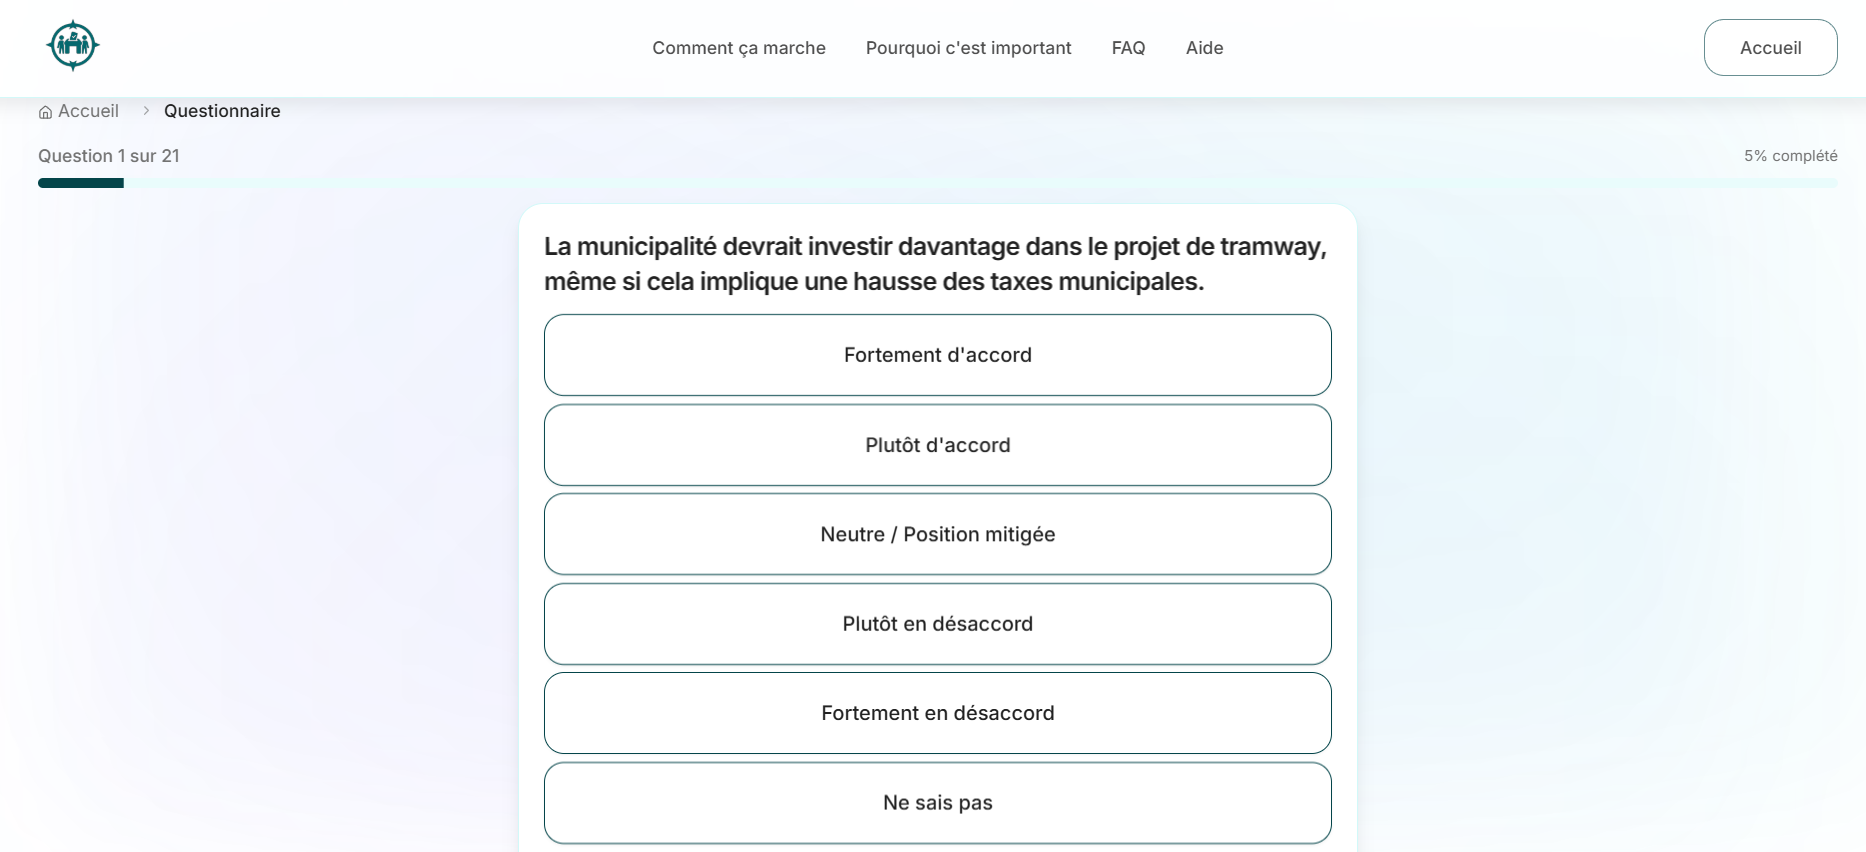 Comment ça marche
Pourquoi c'est important
FAQ
Aide
Accueil
Accueil
Questionnaire
Question 1 sur 21
5% complété
La municipalité devrait investir davantage dans le projet de tramway,
même si cela implique une hausse des taxes municipales.
Fortement d'accord
Plutôt d'accord
Neutre / Position mitigée
Plutôt en désaccord
Fortement en désaccord
Ne sais pas